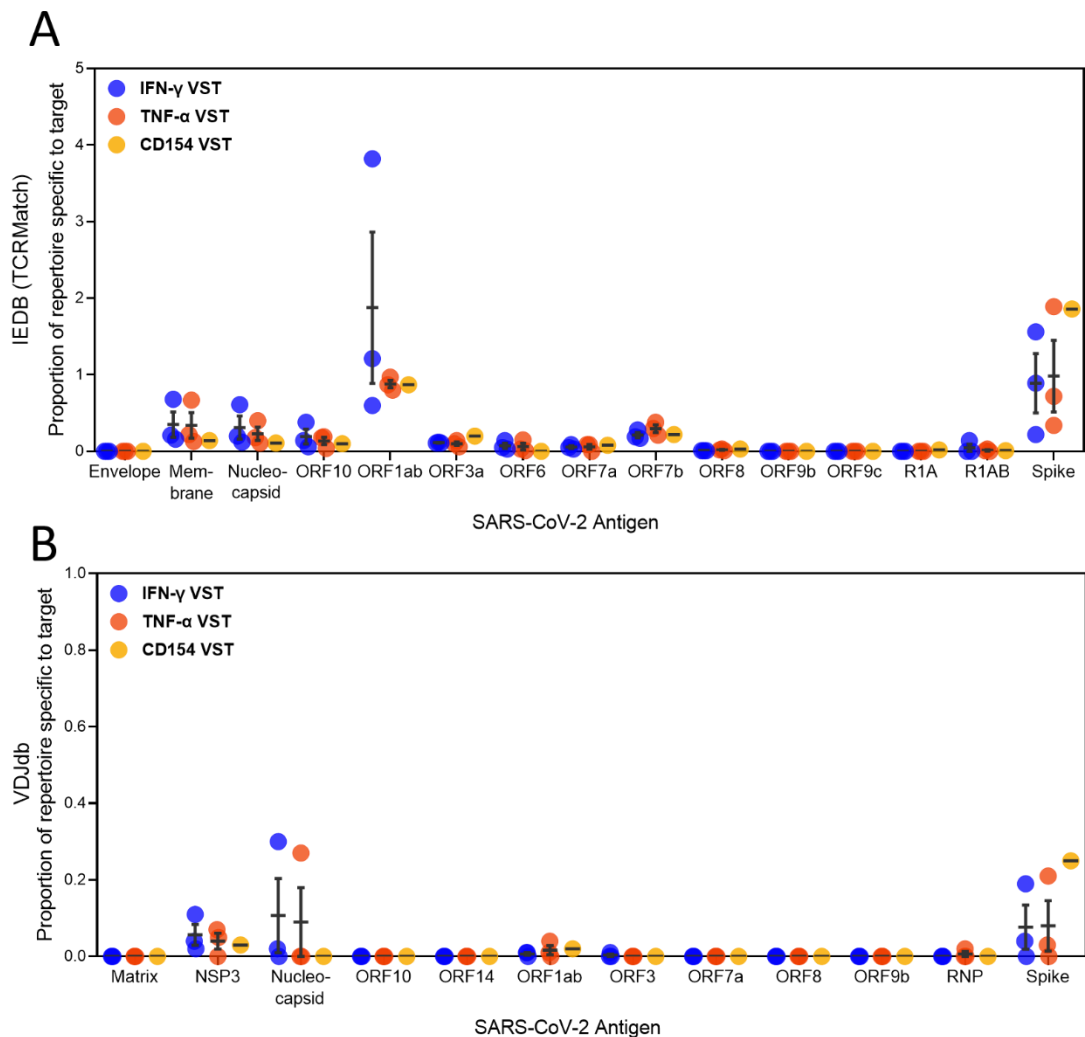 A
IEDB (TCRMatch)
Proportion of repertoire specific to target
5
4
3
2
1
0
IFN-γ VST
TNF-α VST
CD154 VST
Envelope
Mem-
brane
Nucleo-
capsid
ORF10
ORF1ab
ORF3a
ORF6
ORF7a
ORF7b
ORF8
ORF9b
ORF9c
R1A
R1AB
Spike
SARS-CoV-2 Antigen
B
VDJdb
Proportion of repertoire specific to target
1.0
0.8
0.6
0.4
0.2
0.0
IFN-γ VST
TNF-α VST
CD154 VST
Matrix
NSP3
Nucleo-
capsid
ORF10
ORF14
ORF1ab
ORF3
ORF7a
ORF8
ORF9b
RNP
Spike
SARS-CoV-2 Antigen